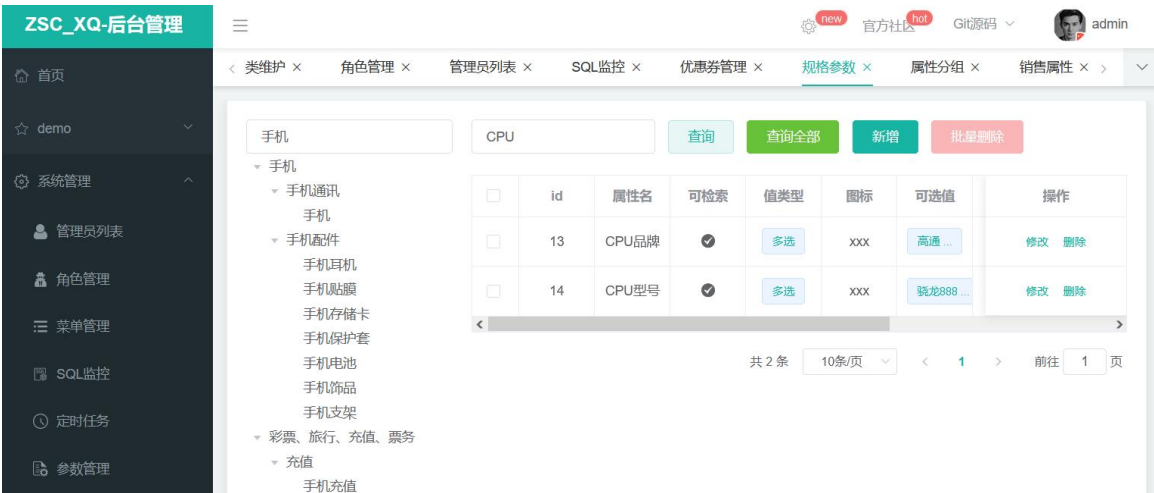 ZSC_XQ-后台管理
new
官方社区
hot
Git源码
admin
首页
demo
系统管理
管理员列表
角色管理
菜单管理
SQL监控
定时任务
参数管理
类维护 × 角色管理 × 管理员列表 × SQL监控 × 优惠券管理 × 规格参数 × 属性分组 × 销售属性 ×
手机
CPU 查询 查询全部 新增 批量删除
手机
手机通讯
手机
手机配件
手机耳机
手机贴膜
手机存储卡
手机保护套
手机电池
手机饰品
手机支架
彩票、旅行、充值、票务
充值
手机充值
id 属性名 可检索 值类型 图标 可选值 操作
13 CPU品牌 多选 xxx 高通 ... 修改 删除
14 CPU型号 多选 xxx 骁龙888 ... 修改 删除
共 2 条 10条/页 < 1 > 前往 1 页